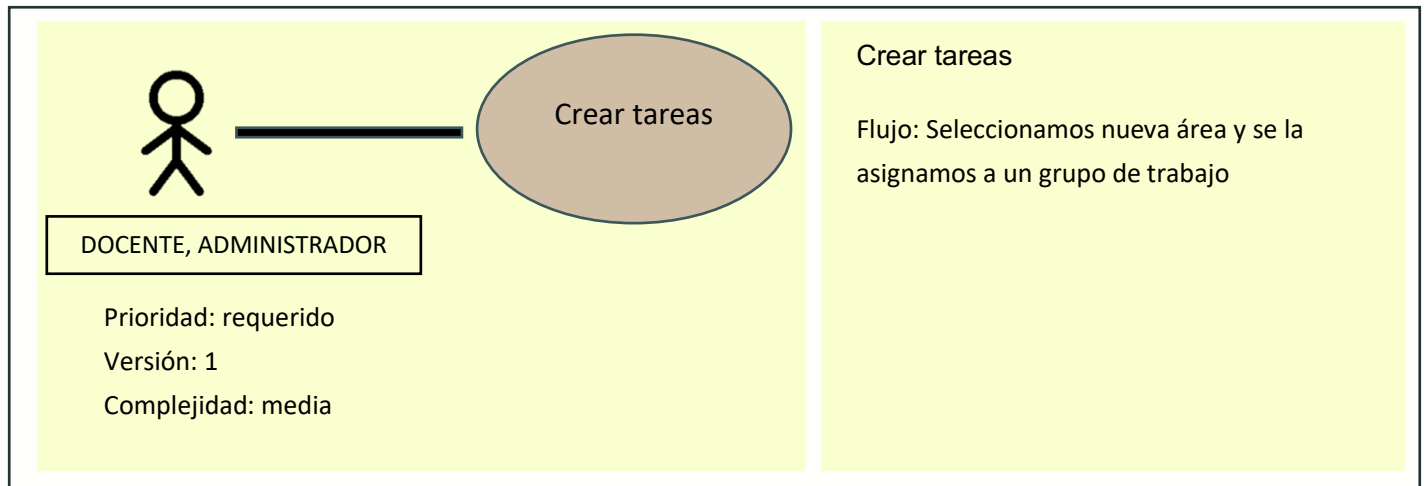 Crear tareas
DOCENTE, ADMINISTRADOR
Prioridad: requerido
Versión: 1
Complejidad: media
Crear tareas
Flujo: Seleccionamos nueva área y se la
asignamos a un grupo de trabajo